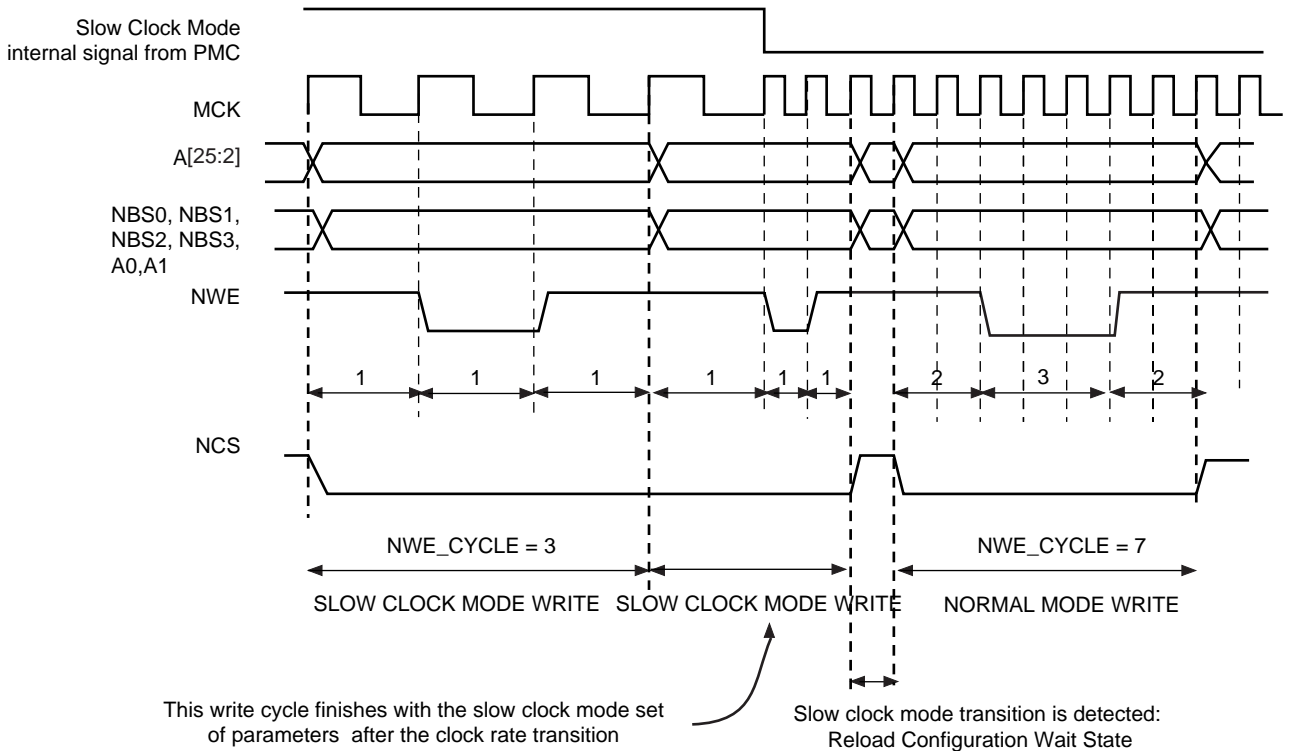 Slow Clock Mode
internal signal from PMC
MCK
A[25:2]
NBS0, NBS1,
NBS2, NBS3,
A0,A1
NWE
1 1 1 1 1 1 2 3 2
NCS
NWE_CYCLE = 3 NWE_CYCLE = 7
SLOW CLOCK MODE WRITE SLOW CLOCK MODE WRITE NORMAL MODE WRITE
This write cycle finishes with the slow clock mode set
of parameters after the clock rate transition
Slow clock mode transition is detected:
Reload Configuration Wait State